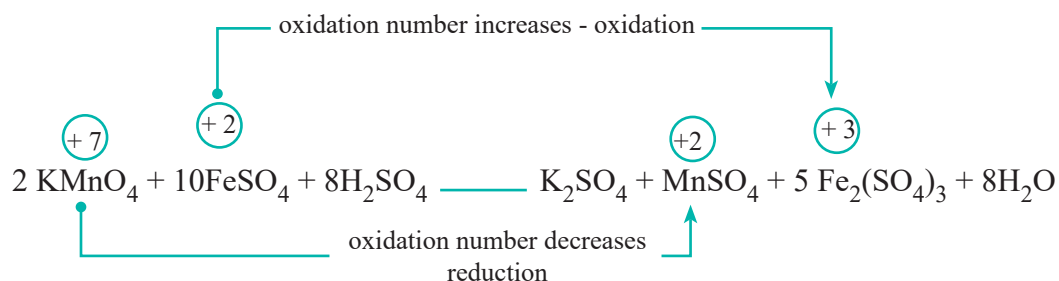 oxidation number increases - oxidation
+ 7 + 2 +2 + 3
2 KMnO₄ + 10FeSO₄ + 8H₂SO₄ K₂SO₄ + MnSO₄ + 5 Fe₂(SO₄)₃ + 8H₂O
oxidation number decreases
reduction